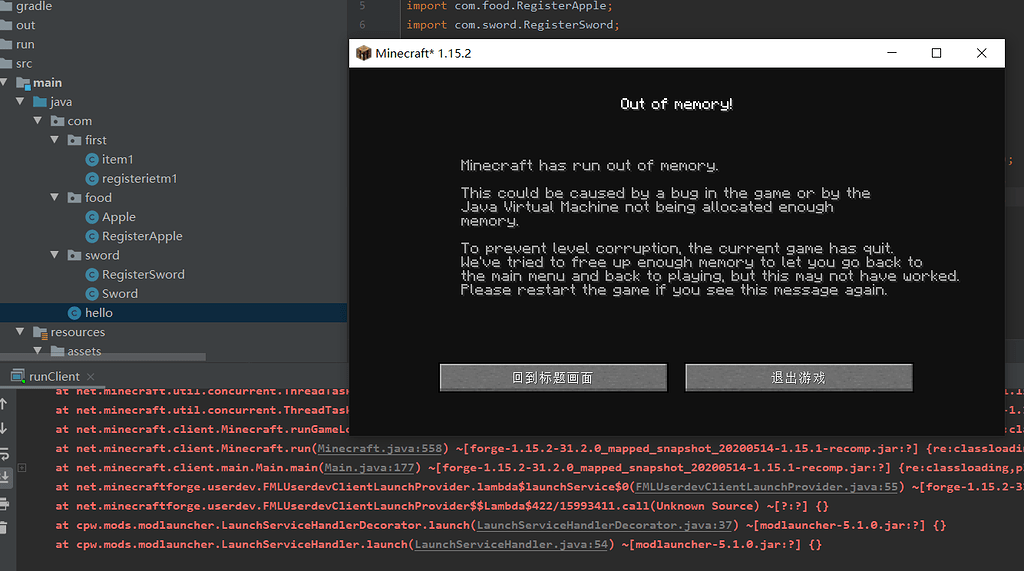 gradle
out
run
src
main
java
com
first
item1
registerietm1
food
Apple
RegisterApple
sword
RegisterSword
Sword
hello
resources
assets
5 import com.food.RegisterApple;
6 import com.sword.RegisterSword;
Minecraft* 1.15.2
Out of memory!
Minecraft has run out of memory.
This could be caused by a bug in the game or by the
Java Virtual Machine not being allocated enough
memory.
To prevent level corruption, the current game has quit.
We've tried to free up enough memory to let you go back to
the main menu and back to playing, but this may not have worked.
Please restart the game if you see this message again.
回到标题画面
退出游戏
runClient
at net.minecraft.util.concurrent.ThreadTask
at net.minecraft.util.concurrent.ThreadTask
at net.minecraft.client.Minecraft.runGameLo
at net.minecraft.client.Minecraft.run(Minecraft.java:558) ~[forge-1.15.2-31.2.0_mapped_snapshot_20200514-1.15.1-recomp.jar:?] {re:classloading
at net.minecraft.client.main.Main.main(Main.java:177) ~[forge-1.15.2-31.2.0_mapped_snapshot_20200514-1.15.1-recomp.jar:?] {re:classloading,p
at net.minecraftforge.userdev.FMLUserdevClientLaunchProvider.lambda$launchService$0(FMLUserdevClientLaunchProvider.java:55) ~[forge-1.15.2-3
at net.minecraftforge.userdev.FMLUserdevClientLaunchProvider$$Lambda$422/15993411.call(Unknown Source) ~[?:?] {}
at cpw.mods.modlauncher.LaunchServiceHandlerDecorator.launch(LaunchServiceHandlerDecorator.java:37) ~[modlauncher-5.1.0.jar:?] {}
at cpw.mods.modlauncher.LaunchServiceHandler.launch(LaunchServiceHandler.java:54) ~[modlauncher-5.1.0.jar:?] {}